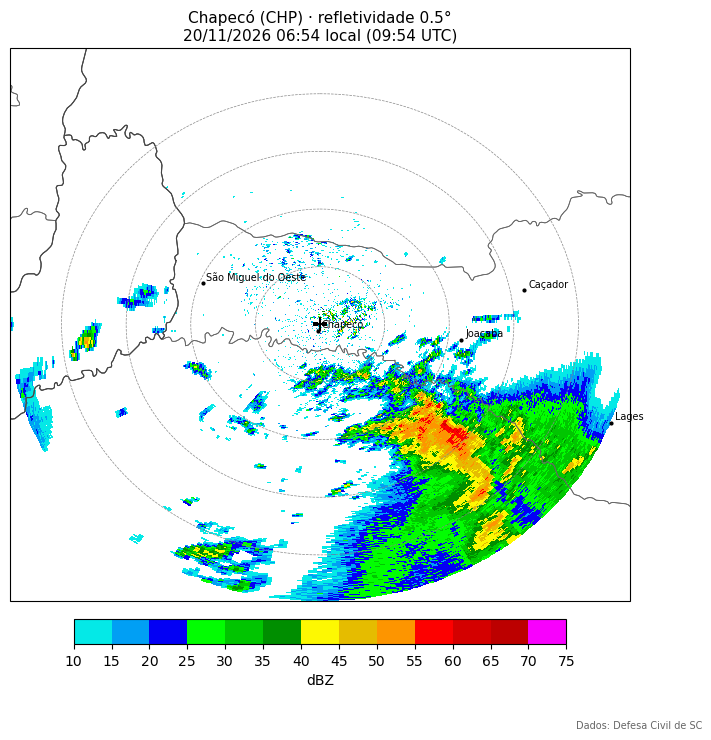 Chapecó (CHP) · refletividade 0.5°
20/11/2026 06:54 local (09:54 UTC)
São Miguel do Oeste
Caçador
Chapecó
Joaçaba
Lages
10 15 20 25 30 35 40 45 50 55 60 65 70 75
dBZ
Dados: Defesa Civil de SC